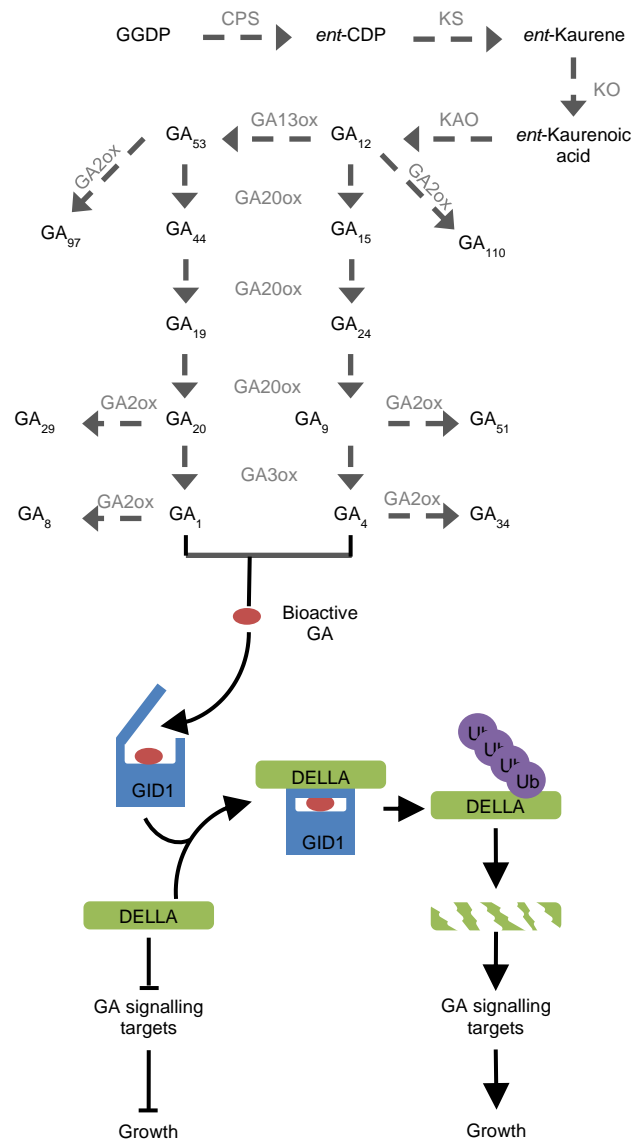 CPS
KS
GGDP
ent-CDP
ent-Kaurene
KO
GA13ox
KAO
GA53
GA12
ent-Kaurenoic
acid
GA2ox
GA2ox
GA20ox
GA97
GA44
GA15
GA110
GA20ox
GA19
GA24
GA20ox
GA2ox
GA2ox
GA29
GA20
GA9
GA51
GA3ox
GA2ox
GA2ox
GA8
GA1
GA4
GA34
Bioactive
GA
Ub
Ub
Ub
Ub
GID1
DELLA
DELLA
GID1
DELLA
GA signalling
targets
GA signalling
targets
Growth
Growth